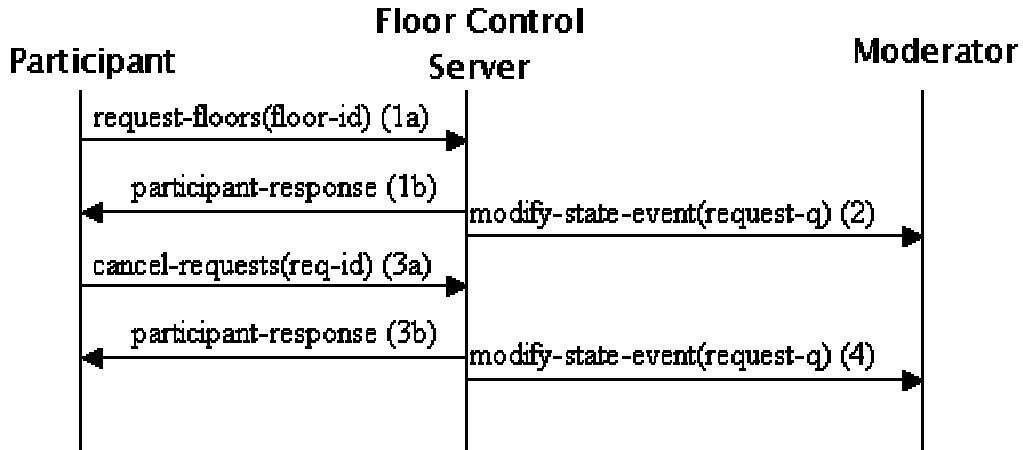 Participant
Floor Control
Server
Moderator
request-floors(floor-id) (1a)
participant-response (1b)
modify-state-event(request-q) (2)
cancel-requests(req-id) (3a)
participant-response (3b)
modify-state-event(request-q) (4)